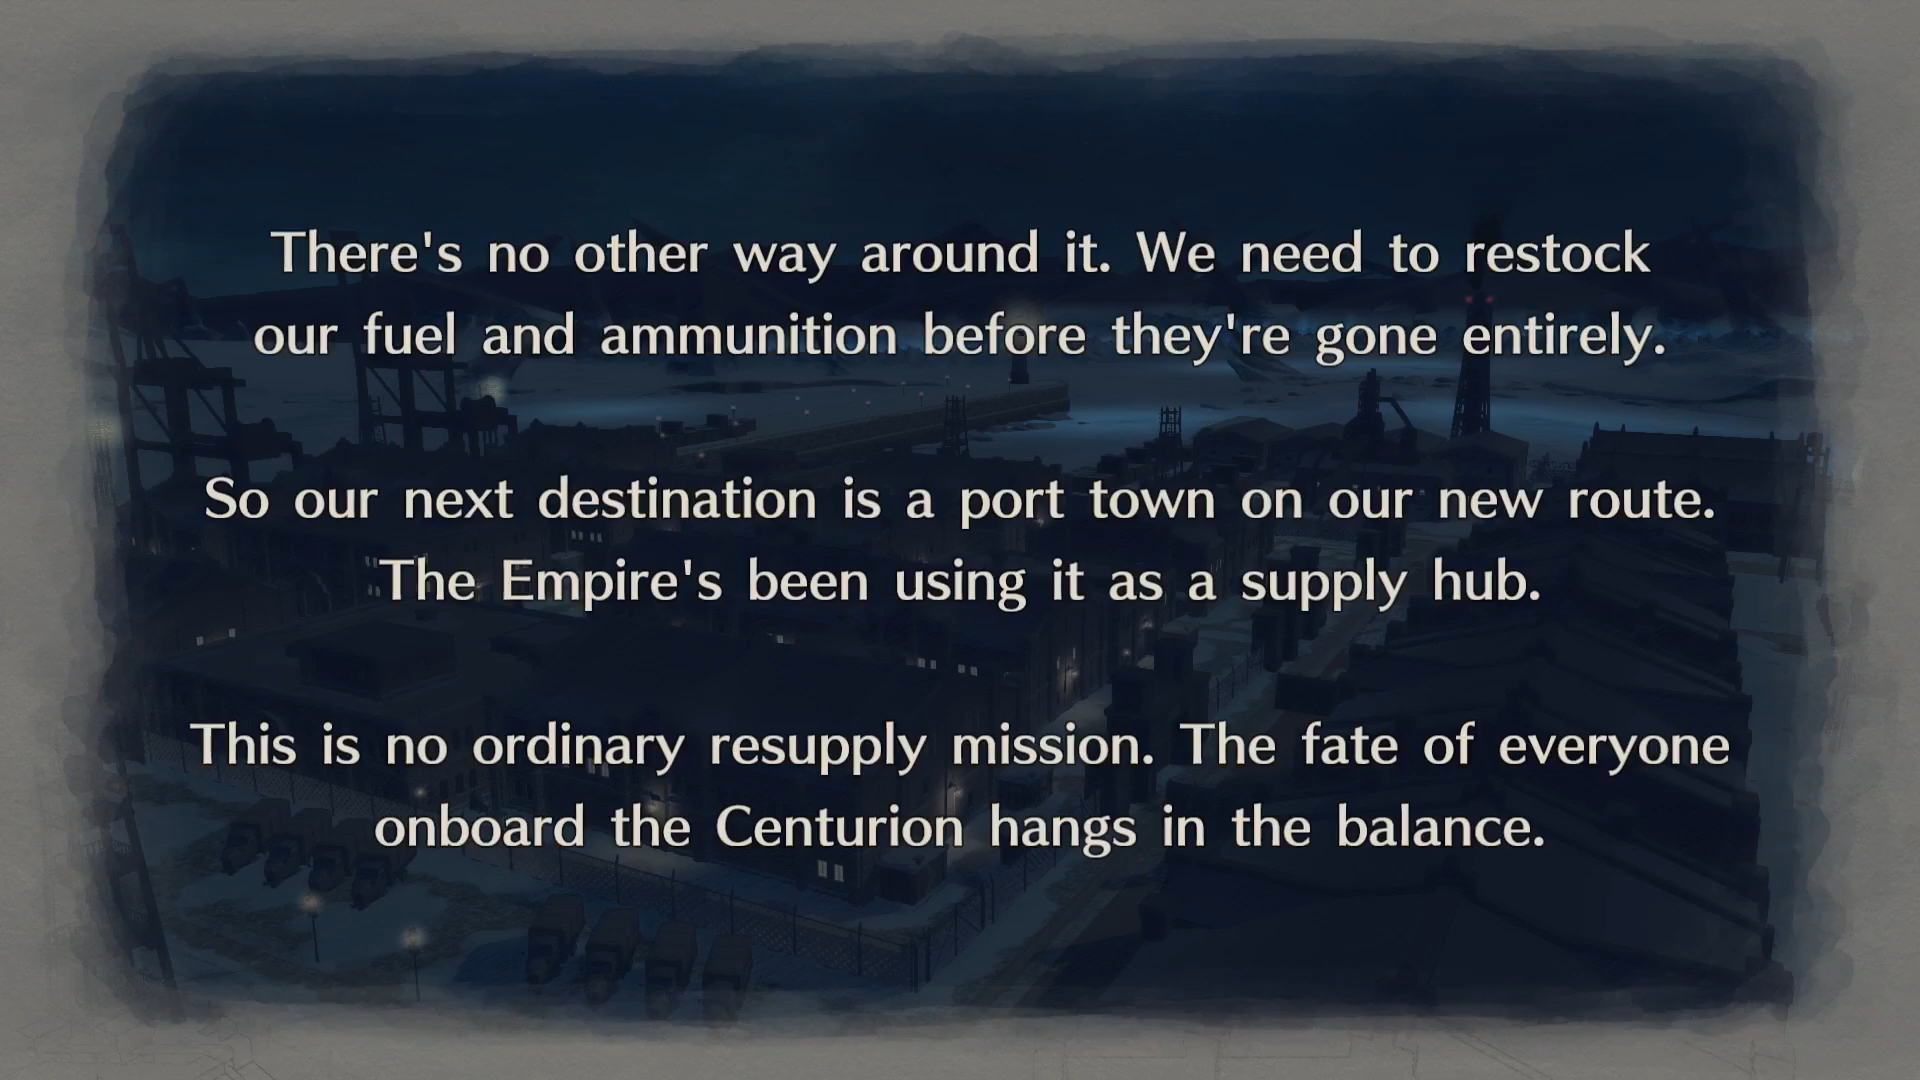 There's no other way around it. We need to restock
our fuel and ammunition before they're gone entirely.
So our next destination is a port town on our new route.
The Empire's been using it as a supply hub.
This is no ordinary resupply mission. The fate of everyone
onboard the Centurion hangs in the balance.